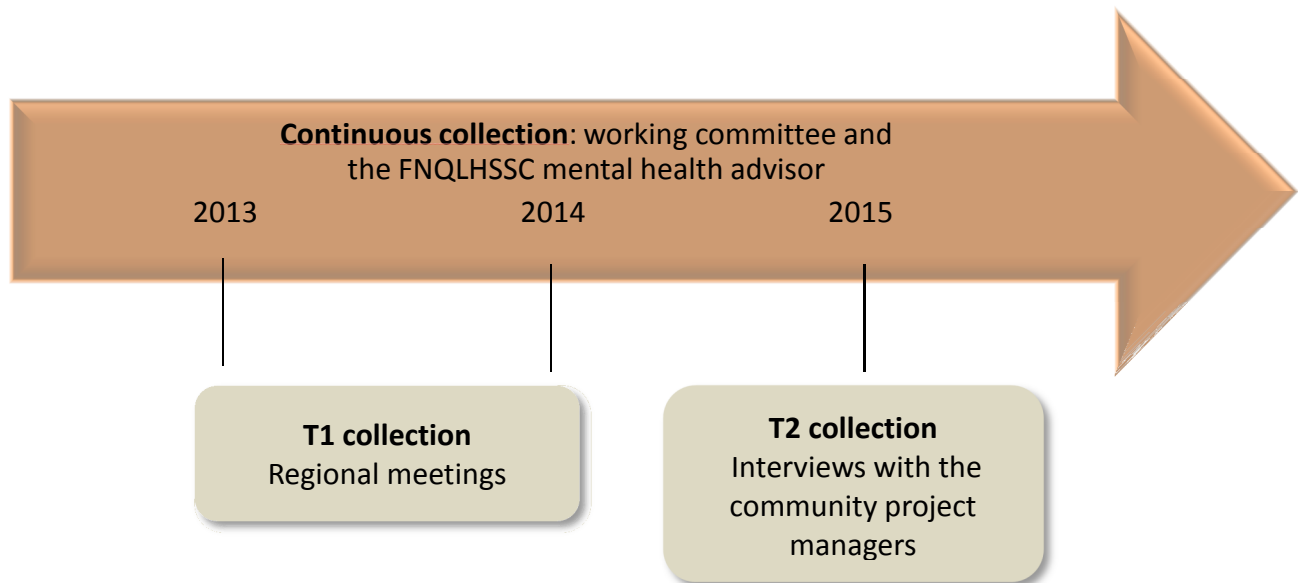 Continuous collection: working committee and
the FNQLHSSC mental health advisor
2013 2014 2015
T1 collection
Regional meetings
T2 collection
Interviews with the
community project
managers